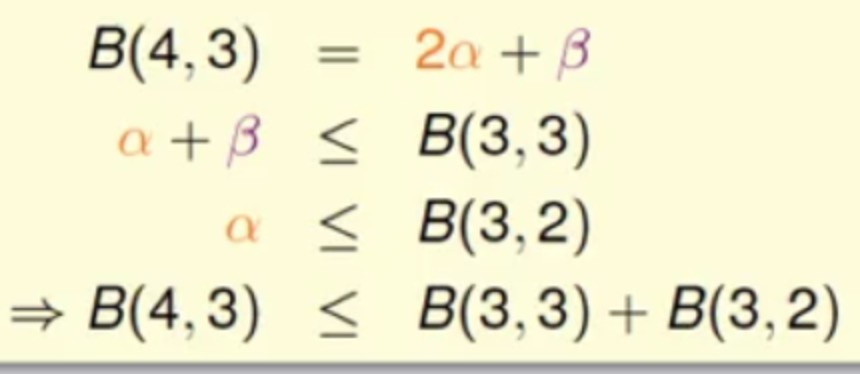 B(4, 3) = 2α + β
α + β ≤ B(3, 3)
α ≤ B(3, 2)
⇒ B(4, 3) ≤ B(3, 3) + B(3, 2)